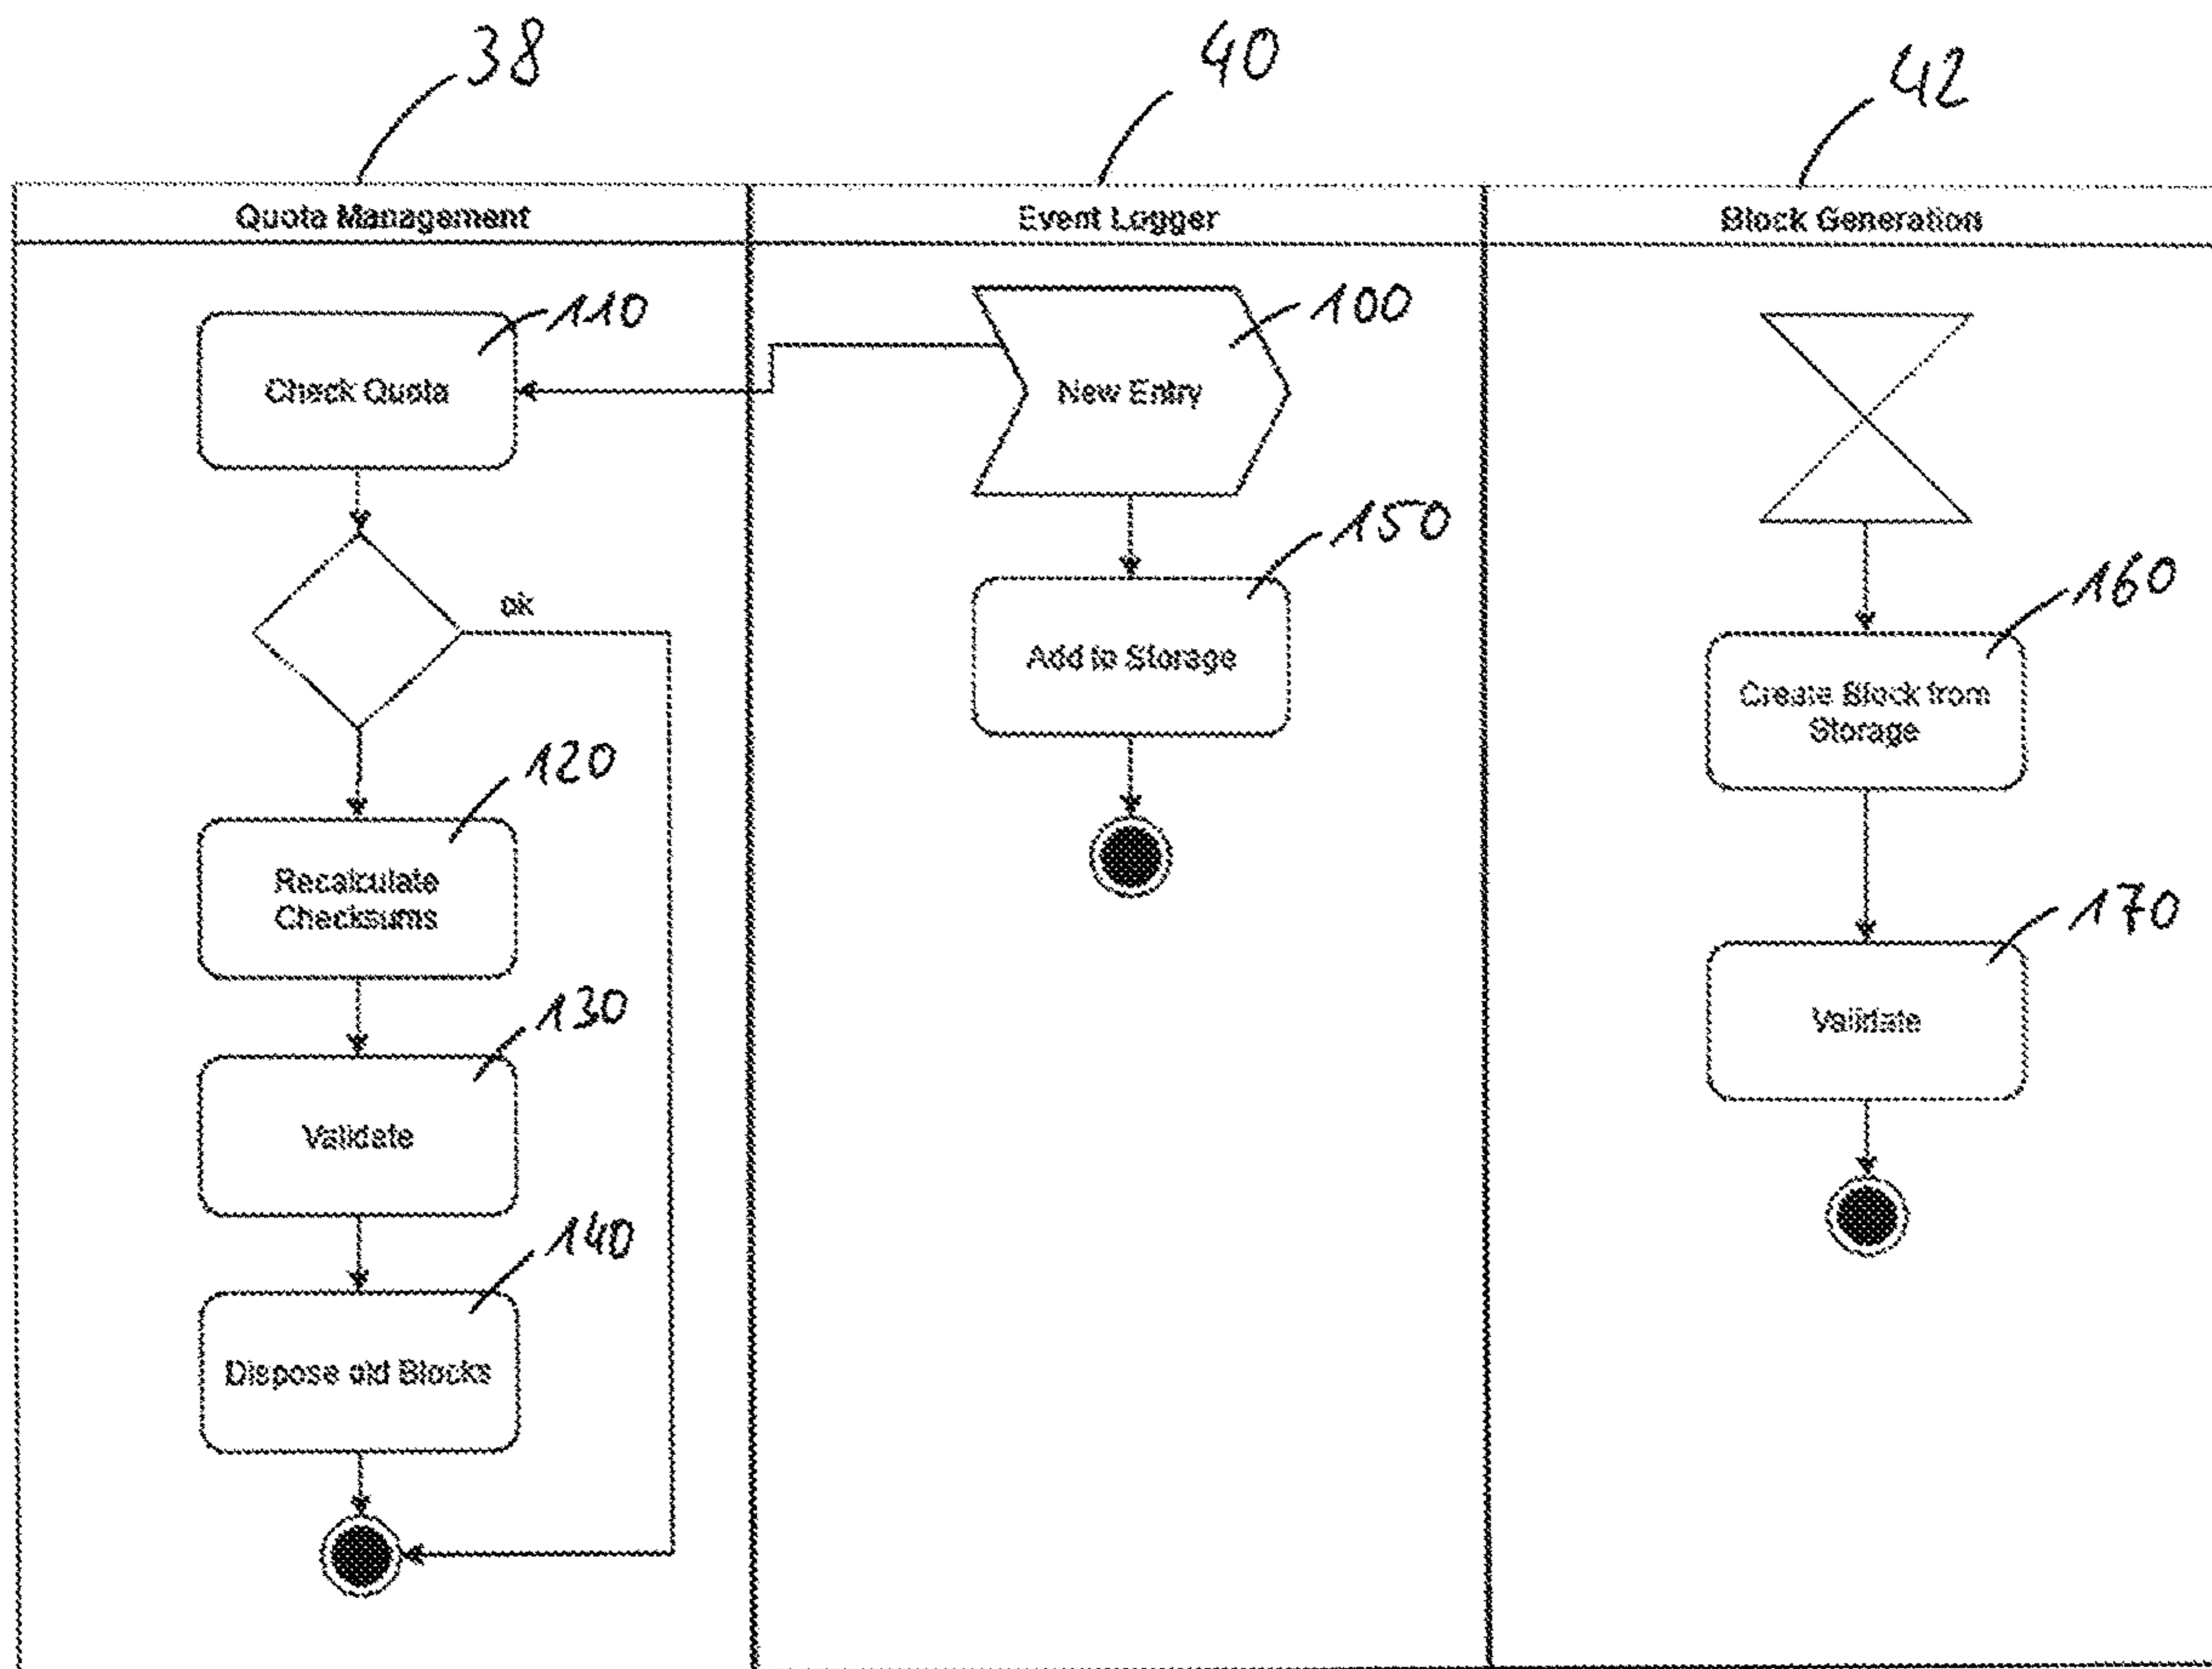 38
40
42
Quota Management
Event Logger
Block Generation
110
Check Quota
ok
120
Recalculate
Checksums
130
Validate
140
Dispose old Blocks
100
New Entry
150
Add to Storage
160
Create Block from
Storage
170
Validate